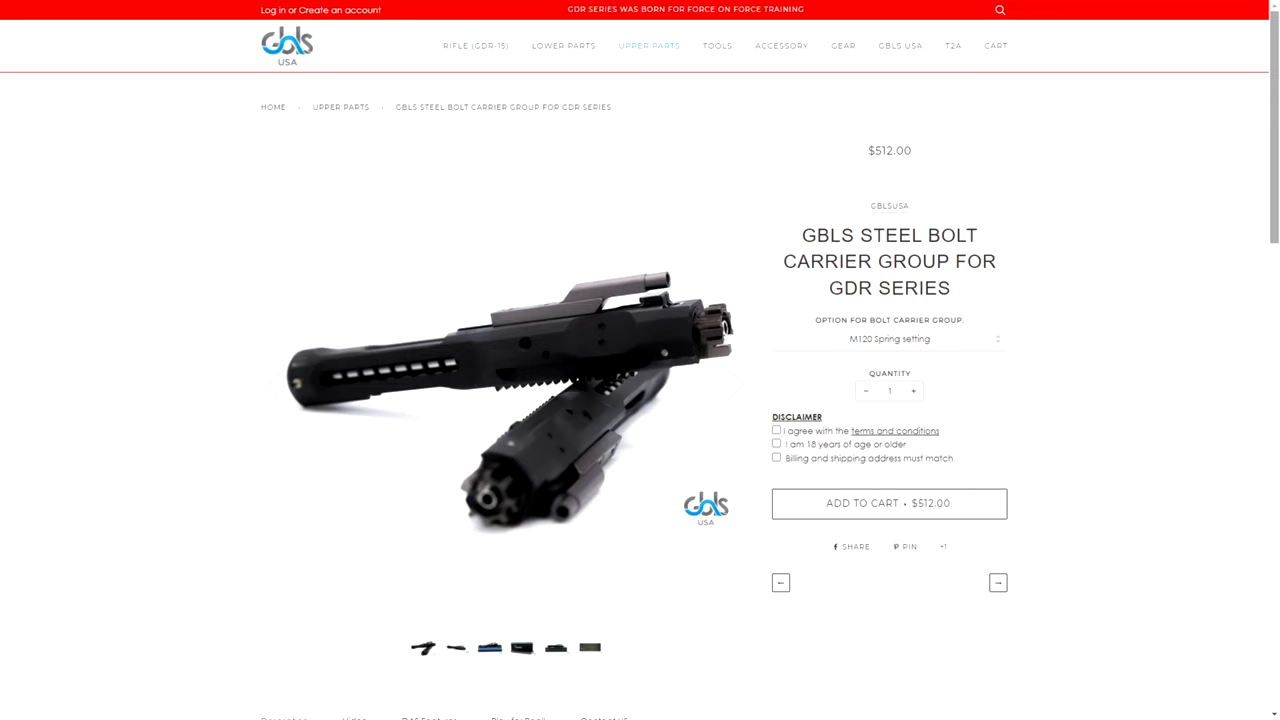 Log in or Create an account
GDR SERIES WAS BORN FOR FORCE ON FORCE TRAINING
gbls
USA
RIFLE (GDR-15)
LOWER PARTS
UPPER PARTS
TOOLS
ACCESSORY
GEAR
GBLS USA
T2A
CART
HOME · UPPER PARTS · GBLS STEEL BOLT CARRIER GROUP FOR GDR SERIES
$512.00
GBLSUSA
GBLS STEEL BOLT
CARRIER GROUP FOR
GDR SERIES
OPTION FOR BOLT CARRIER GROUP.
M120 Spring setting
QUANTITY
− 1 +
DISCLAIMER
I agree with the terms and conditions
I am 18 years of age or older
Billing and shipping address must match
ADD TO CART • $512.00
SHARE
PIN
+1
← →
gbls
USA